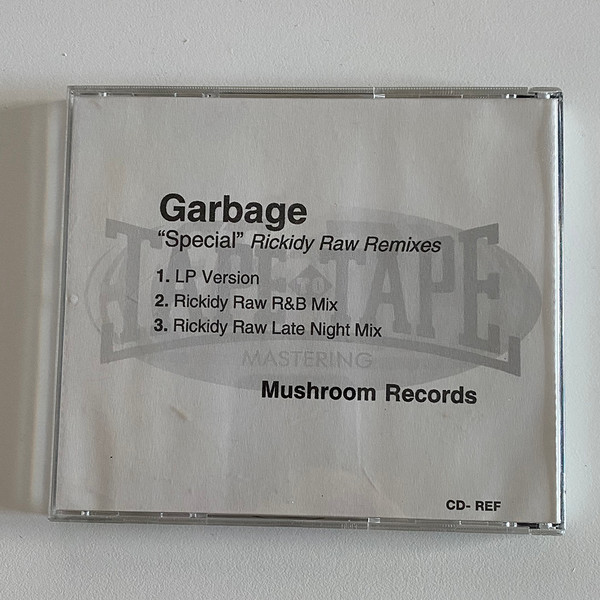 Garbage
“Special” Rickidy Raw Remixes
1. LP Version
2. Rickidy Raw R&B Mix
3. Rickidy Raw Late Night Mix
TAPE TO TAPE
MASTERING
Mushroom Records
CD- REF